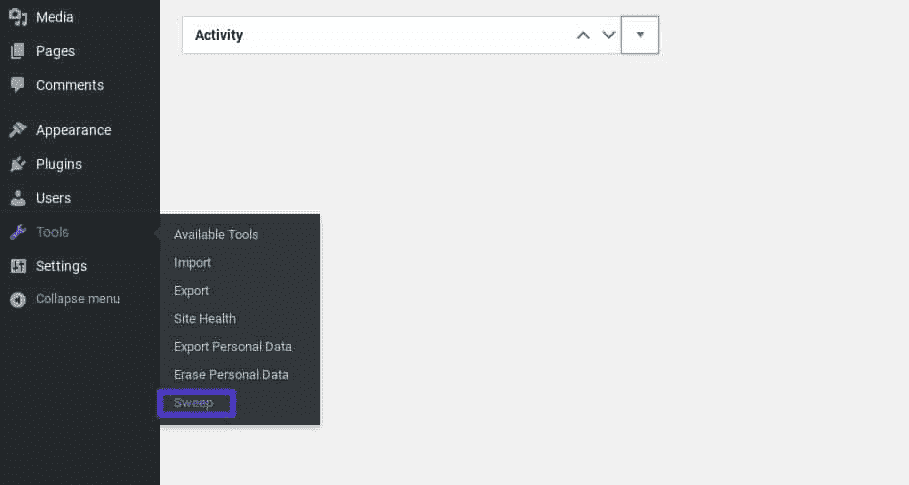 Media
Pages
Comments
Appearance
Plugins
Users
Tools
Settings
Collapse menu
Available Tools
Import
Export
Site Health
Export Personal Data
Erase Personal Data
Sweep
Activity